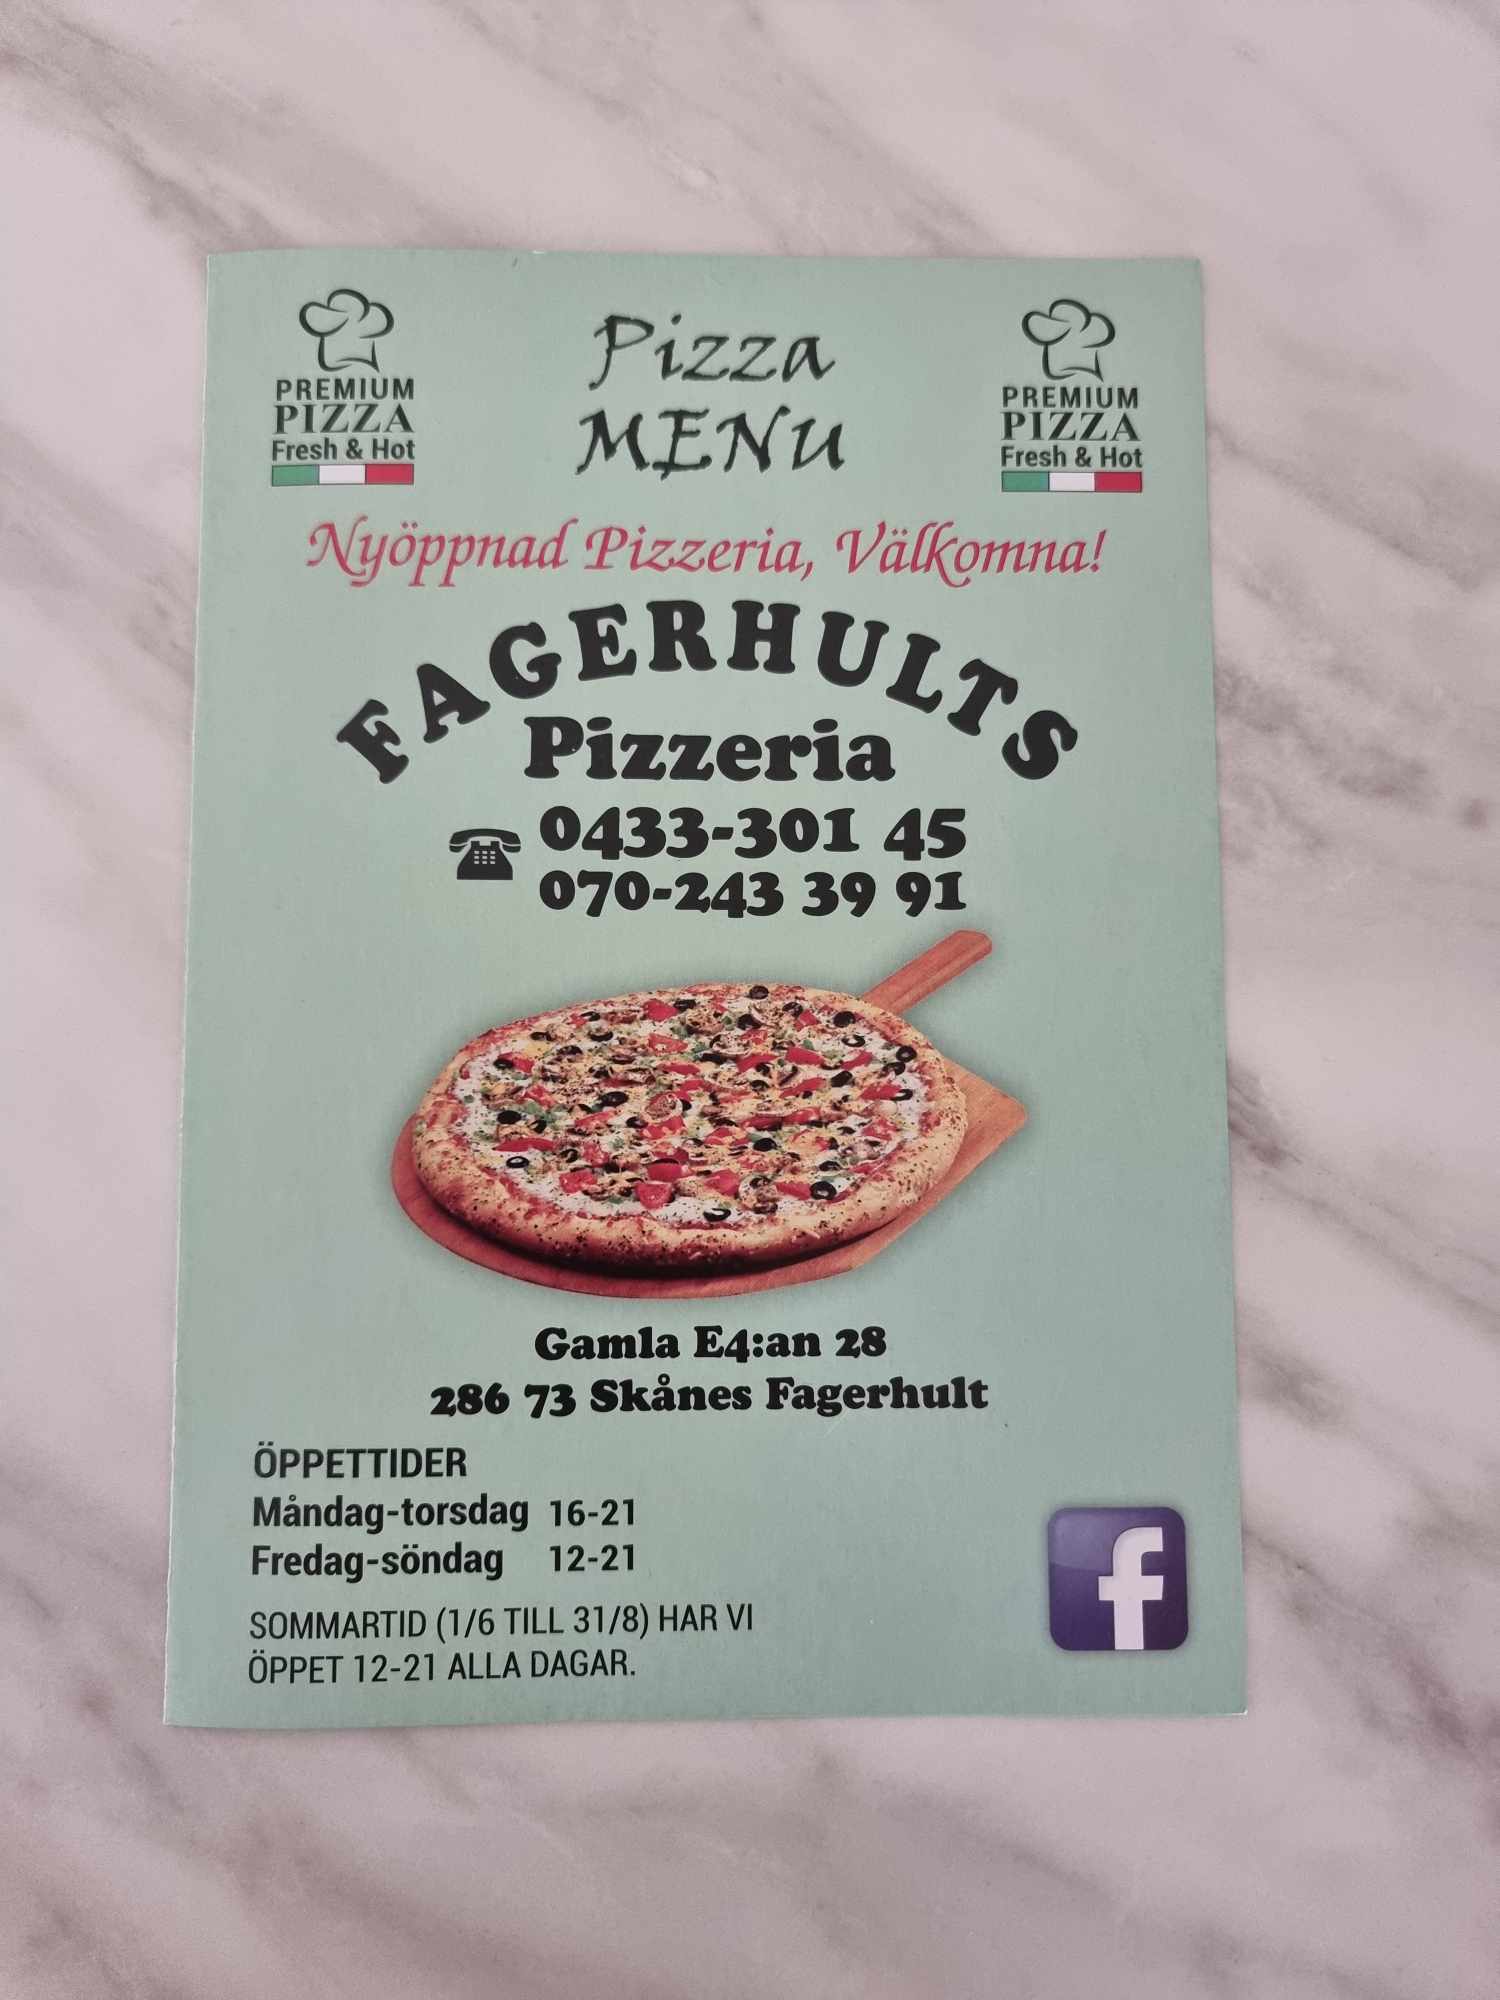 PREMIUM
PIZZA
Fresh & Hot
Pizza
MENU
PREMIUM
PIZZA
Fresh & Hot
Nyöppnad Pizzeria, Välkomna!
FAGERHULTS
Pizzeria
0433-301 45
070-243 39 91
Gamla E4:an 28
286 73 Skånes Fagerhult
ÖPPETTIDER
Måndag-torsdag 16-21
Fredag-söndag 12-21
SOMMARTID (1/6 TILL 31/8) HAR VI
ÖPPET 12-21 ALLA DAGAR.
f